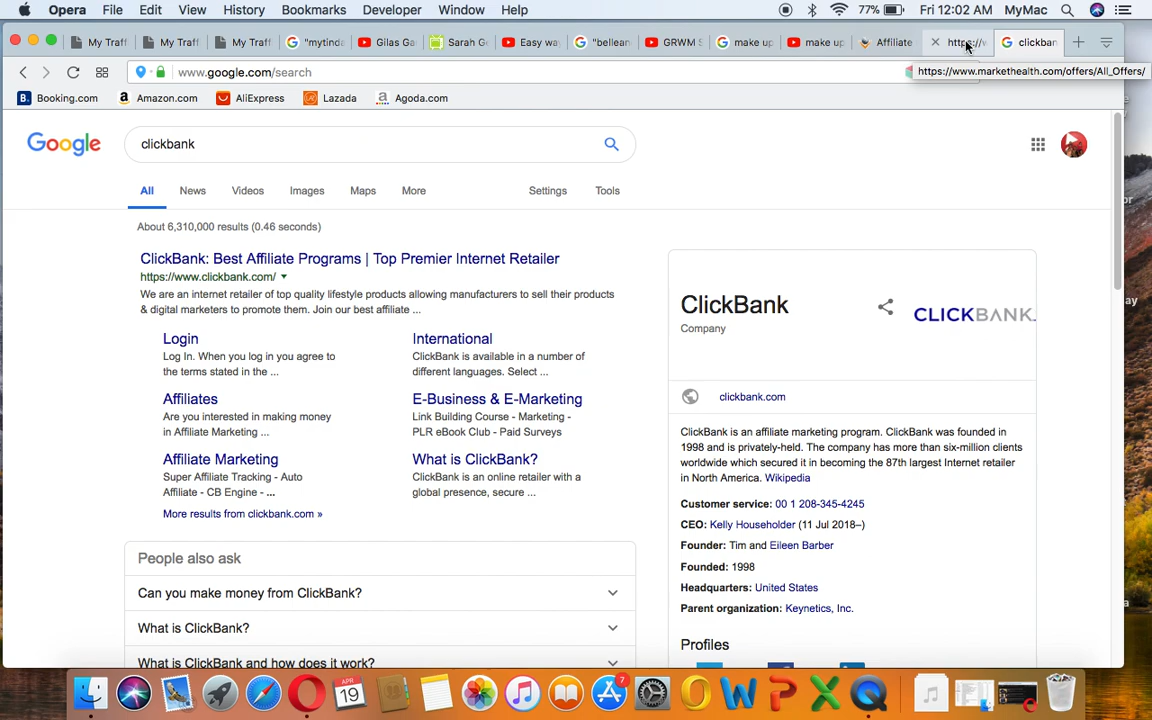 Opera File Edit View History Bookmarks Developer Window Help 77% Fri 12:02 AM MyMac
My Traff My Traff My Traff "mytind Gilas Ga Sarah Ge Easy way "bellean GRWM S make up make up Affiliate https://w clickban
www.google.com/search https://www.markethealth.com/offers/All_Offers/
B Booking.com a Amazon.com AliExpress Lazada a Agoda.com
Google clickbank
All News Videos Images Maps More Settings Tools
About 6,310,000 results (0.46 seconds)
ClickBank: Best Affiliate Programs | Top Premier Internet Retailer
https://www.clickbank.com/
We are an internet retailer of top quality lifestyle products allowing manufacturers to sell their products
& digital marketers to promote them. Join our best affiliate ...
Login
Log In. When you log in you agree to
the terms stated in the ...
International
ClickBank is available in a number of
different languages. Select ...
Affiliates
Are you interested in making money
in Affiliate Marketing ...
E-Business & E-Marketing
Link Building Course - Marketing -
PLR eBook Club - Paid Surveys
Affiliate Marketing
Super Affiliate Tracking - Auto
Affiliate - CB Engine - ...
What is ClickBank?
ClickBank is an online retailer with a
global presence, secure ...
More results from clickbank.com »
People also ask
Can you make money from ClickBank?
What is ClickBank?
What is ClickBank and how does it work?
ClickBank
Company
CLICKBANK.
clickbank.com
ClickBank is an affiliate marketing program. ClickBank was founded in
1998 and is privately-held. The company has more than six-million clients
worldwide which secured it in becoming the 87th largest Internet retailer
in North America. Wikipedia
Customer service: 00 1 208-345-4245
CEO: Kelly Householder (11 Jul 2018–)
Founder: Tim and Eileen Barber
Founded: 1998
Headquarters: United States
Parent organization: Keynetics, Inc.
Profiles
APR
19
7